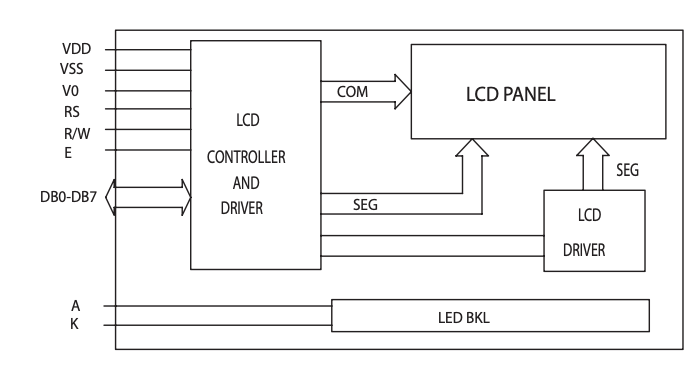 VDD
VSS
V0
RS
R/W
E
DB0-DB7
LCD
CONTROLLER
AND
DRIVER
COM
LCD PANEL
SEG
SEG
LCD
DRIVER
A
K
LED BKL